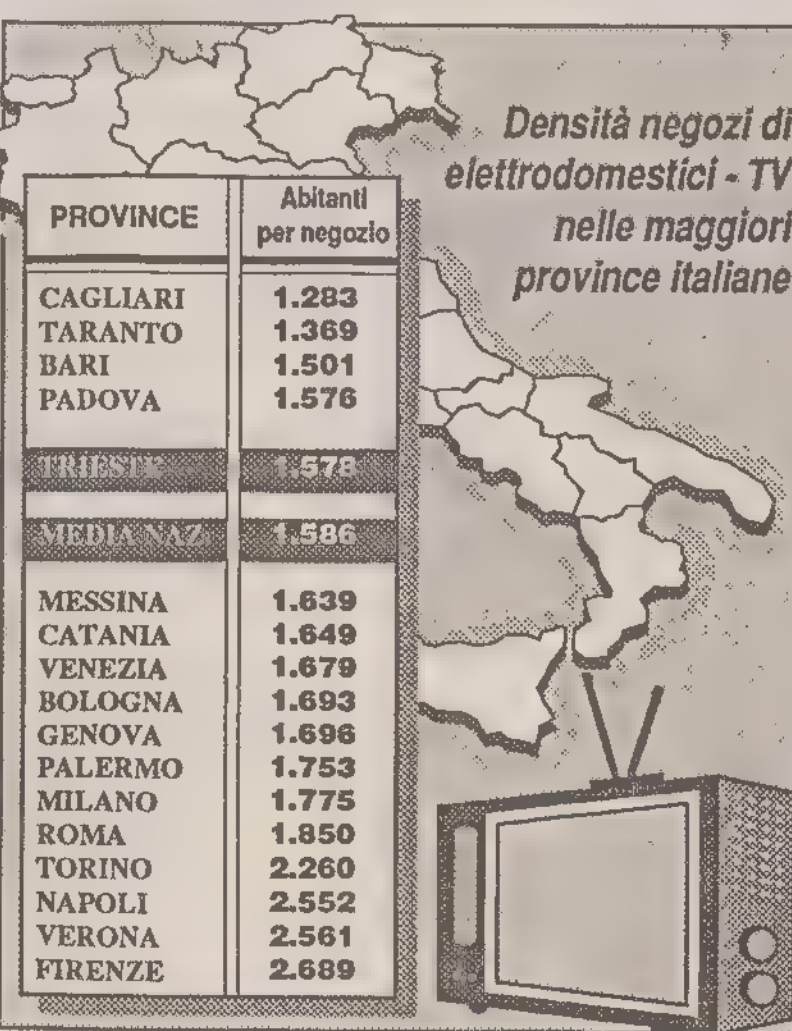 Densità negozi di
elettrodomestici - TV
nelle maggiori
province italiane
PROVINCE Abitanti per negozio
CAGLIARI 1.283
TARANTO 1.369
BARI 1.501
PADOVA 1.576
TRIESTE 1.578
MEDIA NAZ 1.586
MESSINA 1.639
CATANIA 1.649
VENEZIA 1.679
BOLOGNA 1.693
GENOVA 1.696
PALERMO 1.753
MILANO 1.775
ROMA 1.850
TORINO 2.260
NAPOLI 2.552
VERONA 2.561
FIRENZE 2.689